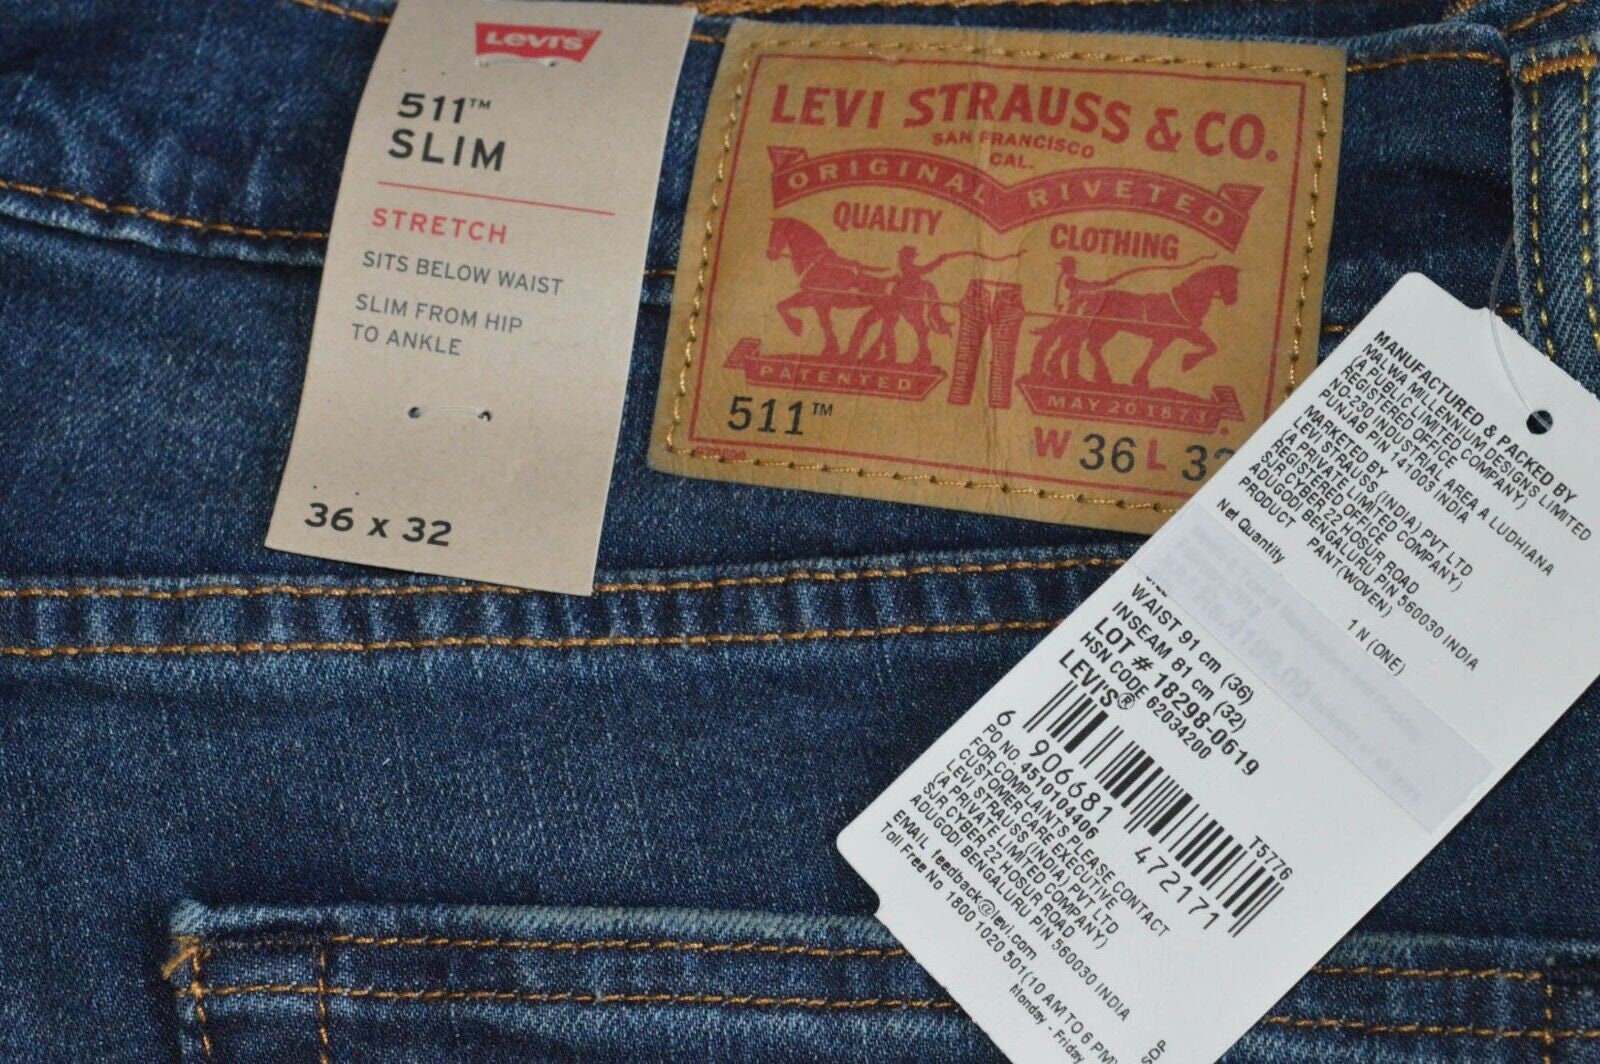 Levi's
511™
SLIM
STRETCH
SITS BELOW WAIST
SLIM FROM HIP
TO ANKLE
36 x 32
LEVI STRAUSS & CO.
SAN FRANCISCO
CAL.
ORIGINAL RIVETED
QUALITY CLOTHING
PATENTED MAY 20 1873
511™
W 36 L 32
MANUFACTURED & PACKED BY
MALWA MILLENNIUM DESIGNS LIMITED
(A PUBLIC LIMITED COMPANY)
REGISTERED OFFICE
NO 230 INDUSTRIAL AREA A LUDHIANA
PUNJAB PIN 141003 INDIA
MARKETED BY
LEVI STRAUSS (INDIA) PVT LTD
(A PRIVATE LIMITED COMPANY)
REGISTERED OFFICE
SJR CYBER 22 HOSUR ROAD
ADUGODI BENGALURU PIN 560030 INDIA
PRODUCT PANT(WOVEN)
Net Quantity 1 N (ONE)
WAIST 91 cm (36)
INSEAM 81 cm (32)
LOT # 18298-0619
HSN CODE 62034200
LEVI'S®
T5776
6 906681 472171
PO NO. 4510104406
FOR COMPLAINTS PLEASE CONTACT
CUSTOMER CARE EXECUTIVE
LEVI STRAUSS (INDIA) PVT LTD
(A PRIVATE LIMITED COMPANY)
SJR CYBER 22 HOSUR ROAD
ADUGODI BENGALURU PIN 560030 INDIA
EMAIL feedback@levi.com
Toll Free No 1800 1020 501(10 AM TO 6 PM
Monday - Friday
SOP